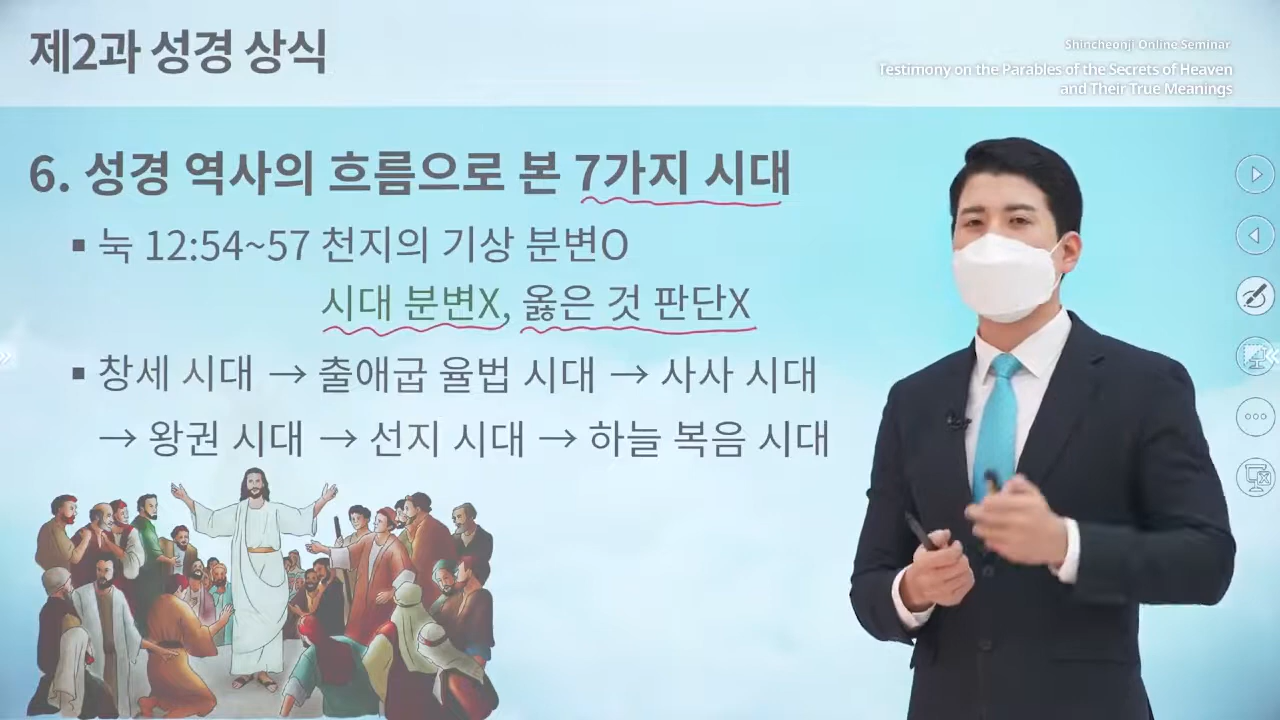 제2과 성경 상식
Shincheonji Online Seminar
Testimony on the Parables of the Secrets of Heaven
and Their True Meanings
6. 성경 역사의 흐름으로 본 7가지 시대
▪ 눅 12:54~57 천지의 기상 분변O
시대 분변X, 옳은 것 판단X
▪ 창세 시대 → 출애굽 율법 시대 → 사사 시대
→ 왕권 시대 → 선지 시대 → 하늘 복음 시대